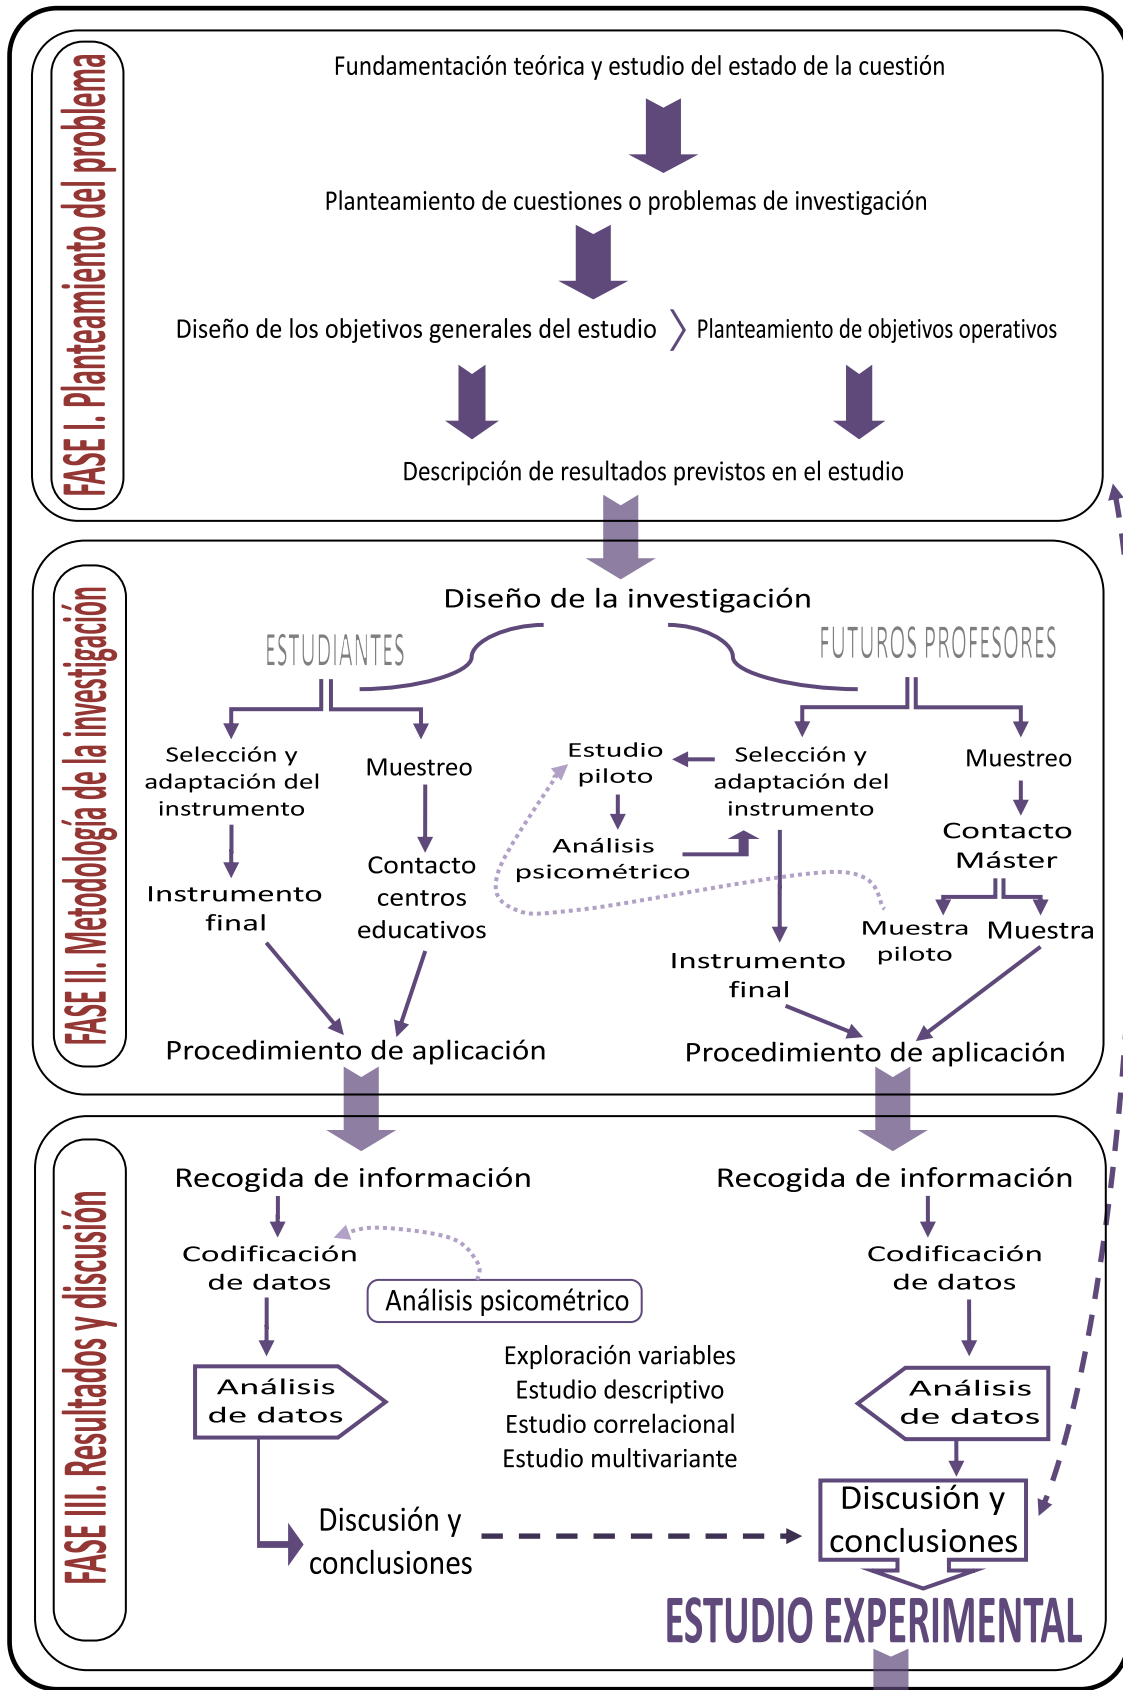 FASE I. Planteamiento del problema
Fundamentación teórica y estudio del estado de la cuestión
Planteamiento de cuestiones o problemas de investigación
Diseño de los objetivos generales del estudio
Planteamiento de objetivos operativos
Descripción de resultados previstos en el estudio
FASE II. Metodología de la investigación
Diseño de la investigación
ESTUDIANTES
Selección y
adaptación del
instrumento
Muestreo
Instrumento
final
Contacto
centros
educativos
Procedimiento de aplicación
FUTUROS PROFESORES
Estudio
piloto
Selección y
adaptación del
instrumento
Muestreo
Análisis
psicométrico
Contacto
Máster
Muestra
piloto
Muestra
Instrumento
final
Procedimiento de aplicación
FASE III. Resultados y discusión
Recogida de información
Codificación
de datos
Análisis psicométrico
Análisis
de datos
Exploración variables
Estudio descriptivo
Estudio correlacional
Estudio multivariante
Discusión y
conclusiones
Recogida de información
Codificación
de datos
Análisis
de datos
Discusión y
conclusiones
ESTUDIO EXPERIMENTAL